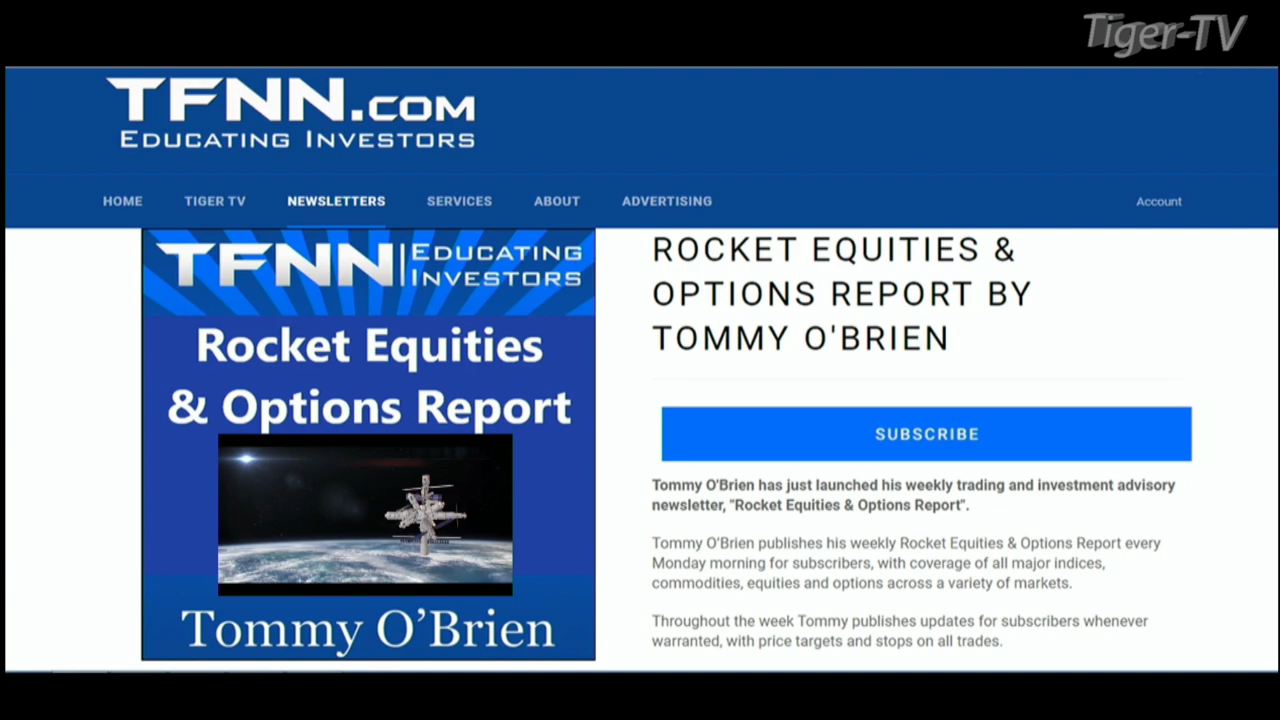 Tiger-TV
TFNN.COM
EDUCATING INVESTORS
HOME TIGER TV NEWSLETTERS SERVICES ABOUT ADVERTISING Account
TFNN | EDUCATING
INVESTORS
Rocket Equities
& Options Report
Tommy O’Brien
ROCKET EQUITIES &
OPTIONS REPORT BY
TOMMY O'BRIEN
SUBSCRIBE
Tommy O'Brien has just launched his weekly trading and investment advisory
newsletter, "Rocket Equities & Options Report".
Tommy O'Brien publishes his weekly Rocket Equities & Options Report every
Monday morning for subscribers, with coverage of all major indices,
commodities, equities and options across a variety of markets.
Throughout the week Tommy publishes updates for subscribers whenever
warranted, with price targets and stops on all trades.